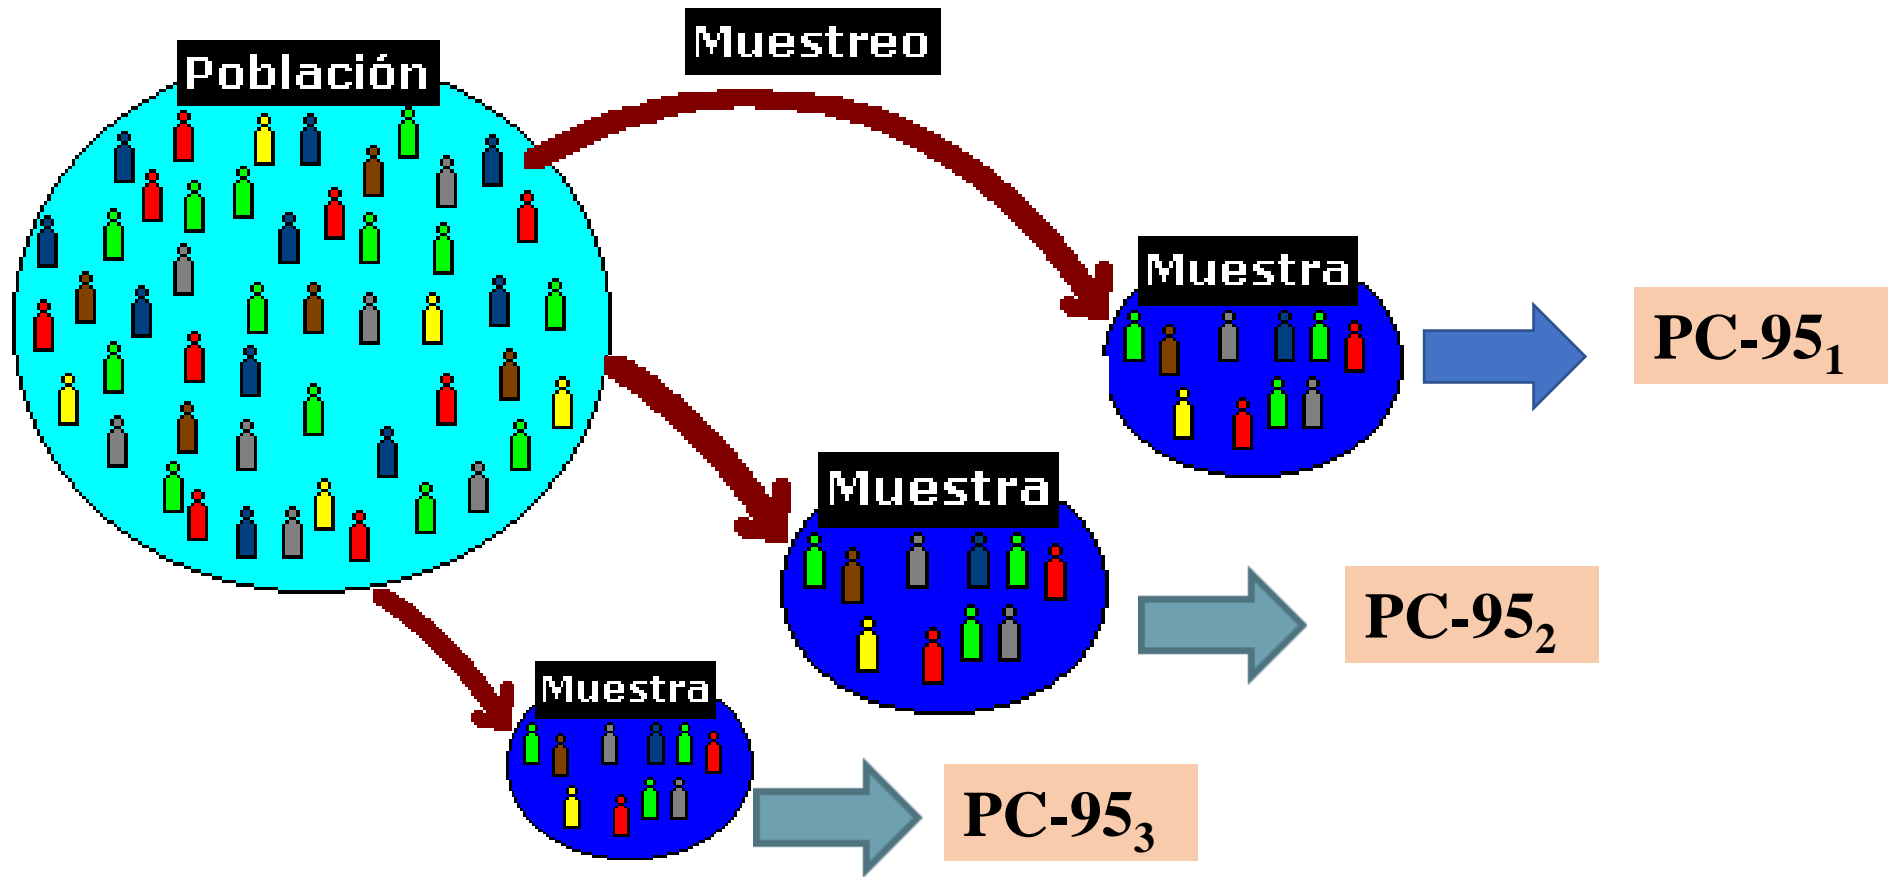 Población
Muestreo
Muestra
PC-95₁
Muestra
PC-95₂
Muestra
PC-95₃